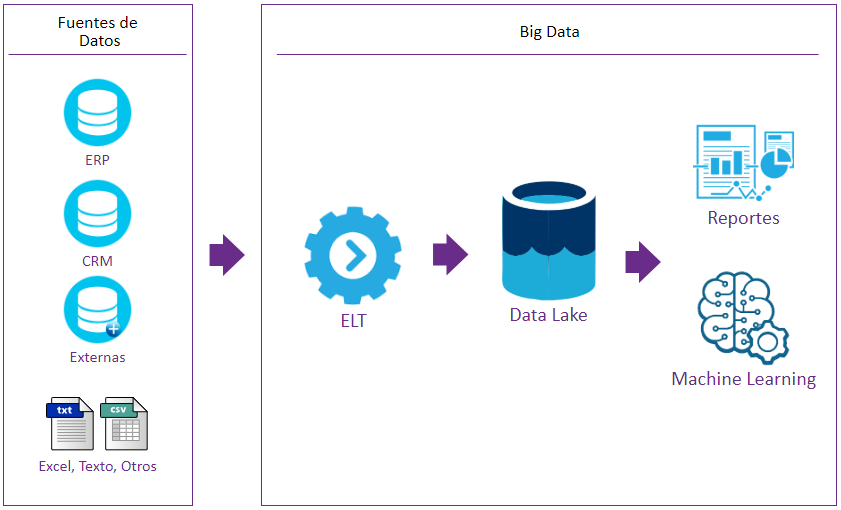 Fuentes de
Datos
ERP
CRM
Externas
txt
csv
Excel, Texto, Otros
Big Data
ELT
Data Lake
Reportes
Machine Learning